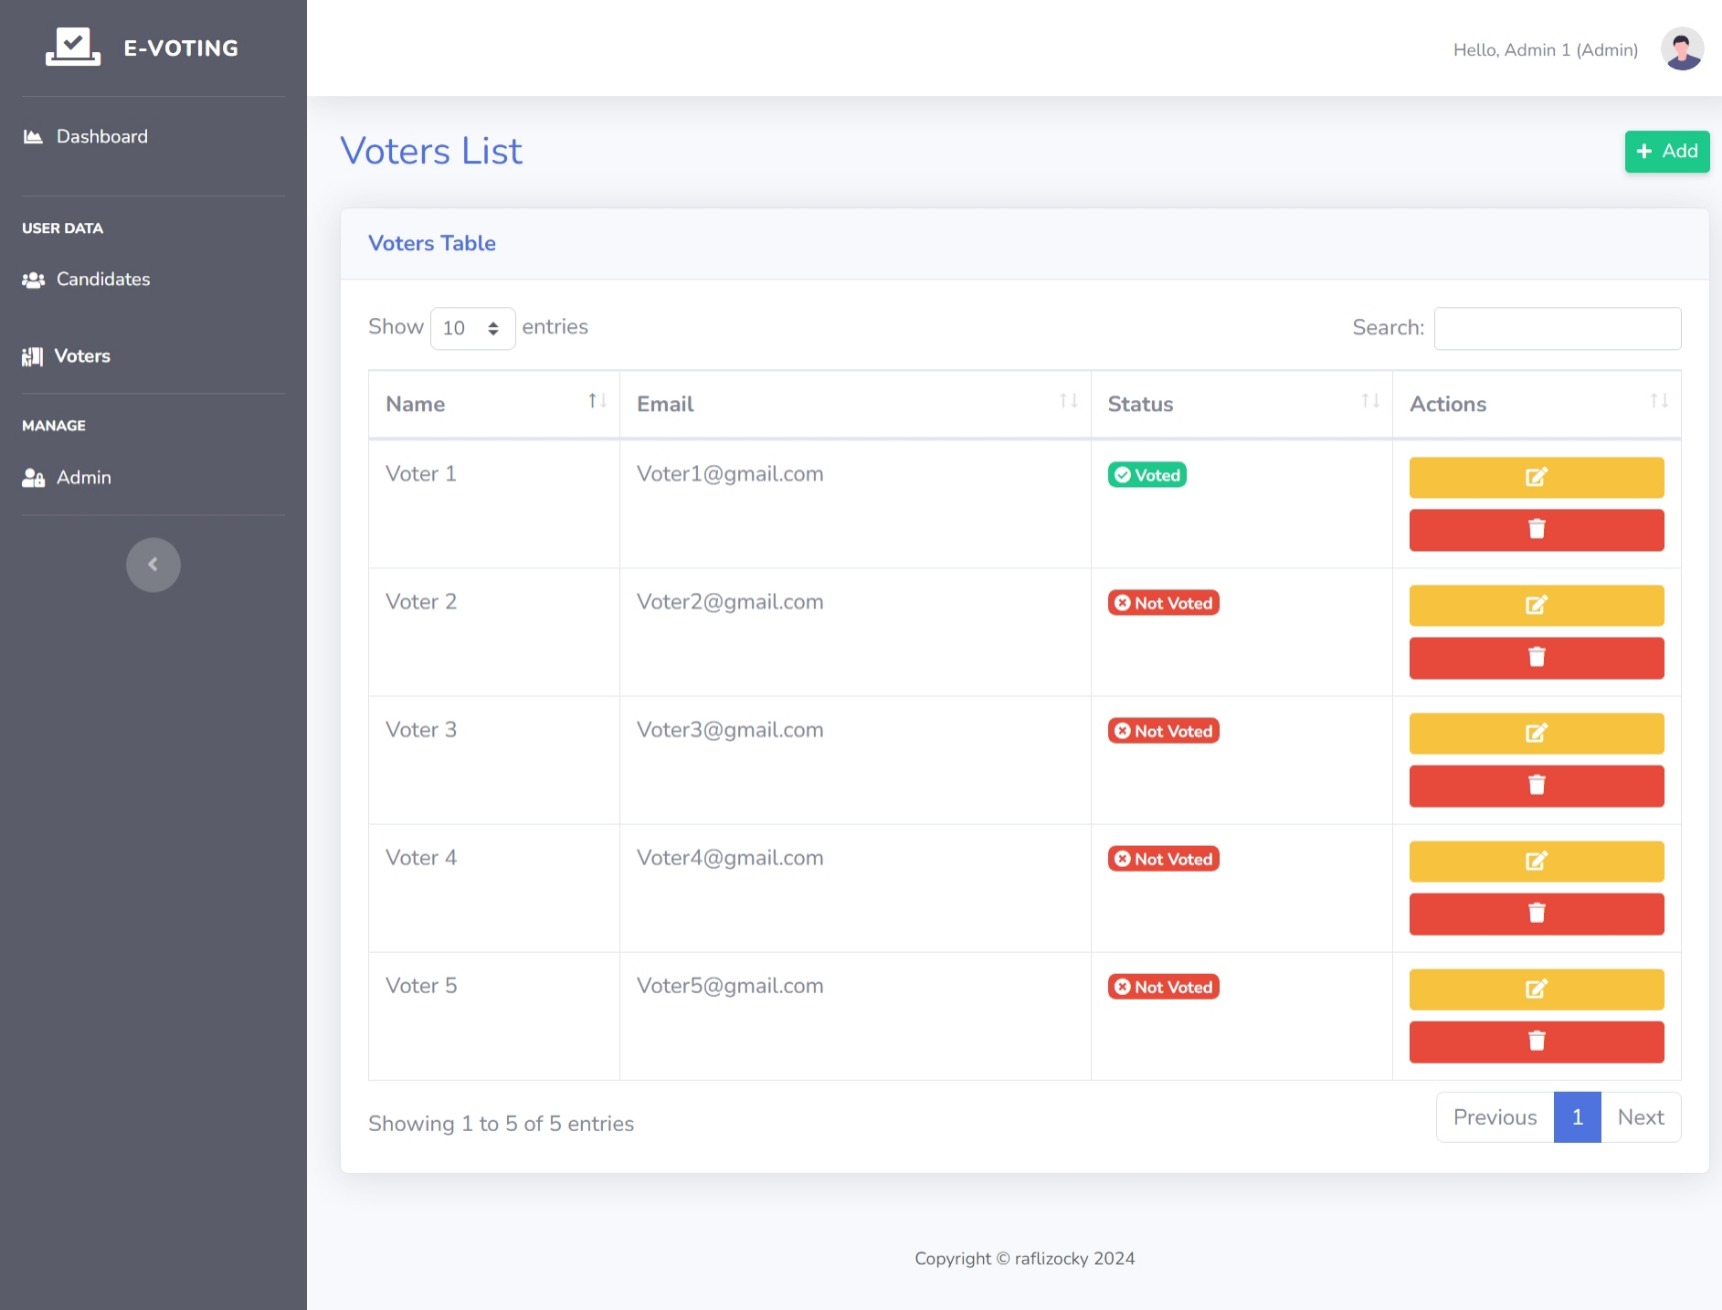 E-VOTING
Hello, Admin 1 (Admin)
Dashboard
USER DATA
Candidates
Voters
MANAGE
Admin
Voters List
Add
Voters Table
Show 10 entries
Search:
Name Email Status Actions
Voter 1 Voter1@gmail.com Voted
Voter 2 Voter2@gmail.com Not Voted
Voter 3 Voter3@gmail.com Not Voted
Voter 4 Voter4@gmail.com Not Voted
Voter 5 Voter5@gmail.com Not Voted
Showing 1 to 5 of 5 entries
Previous 1 Next
Copyright © raflizocky 2024